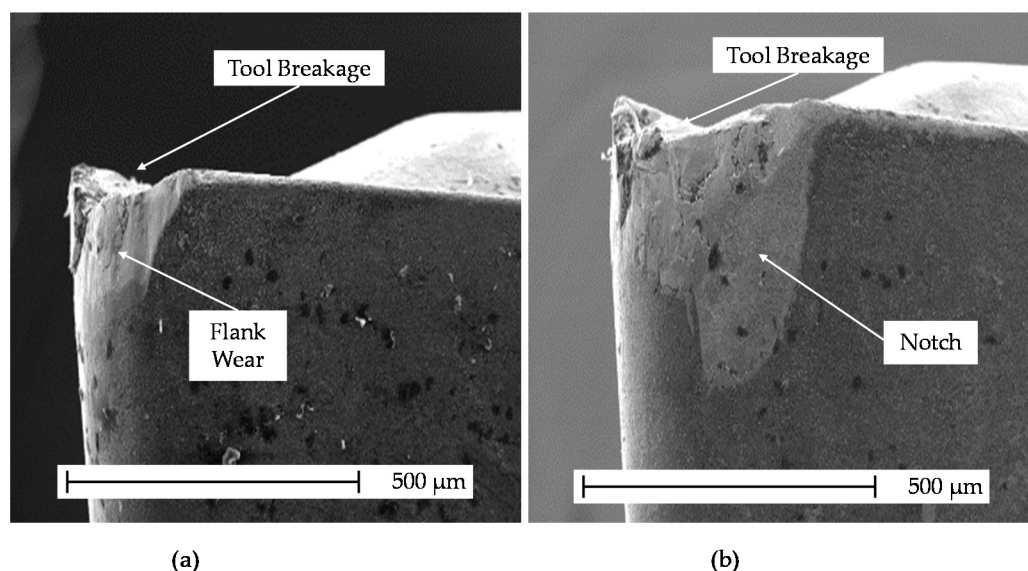 Tool Breakage
Flank
Wear
500 μm
(a)
Tool Breakage
Notch
500 μm
(b)